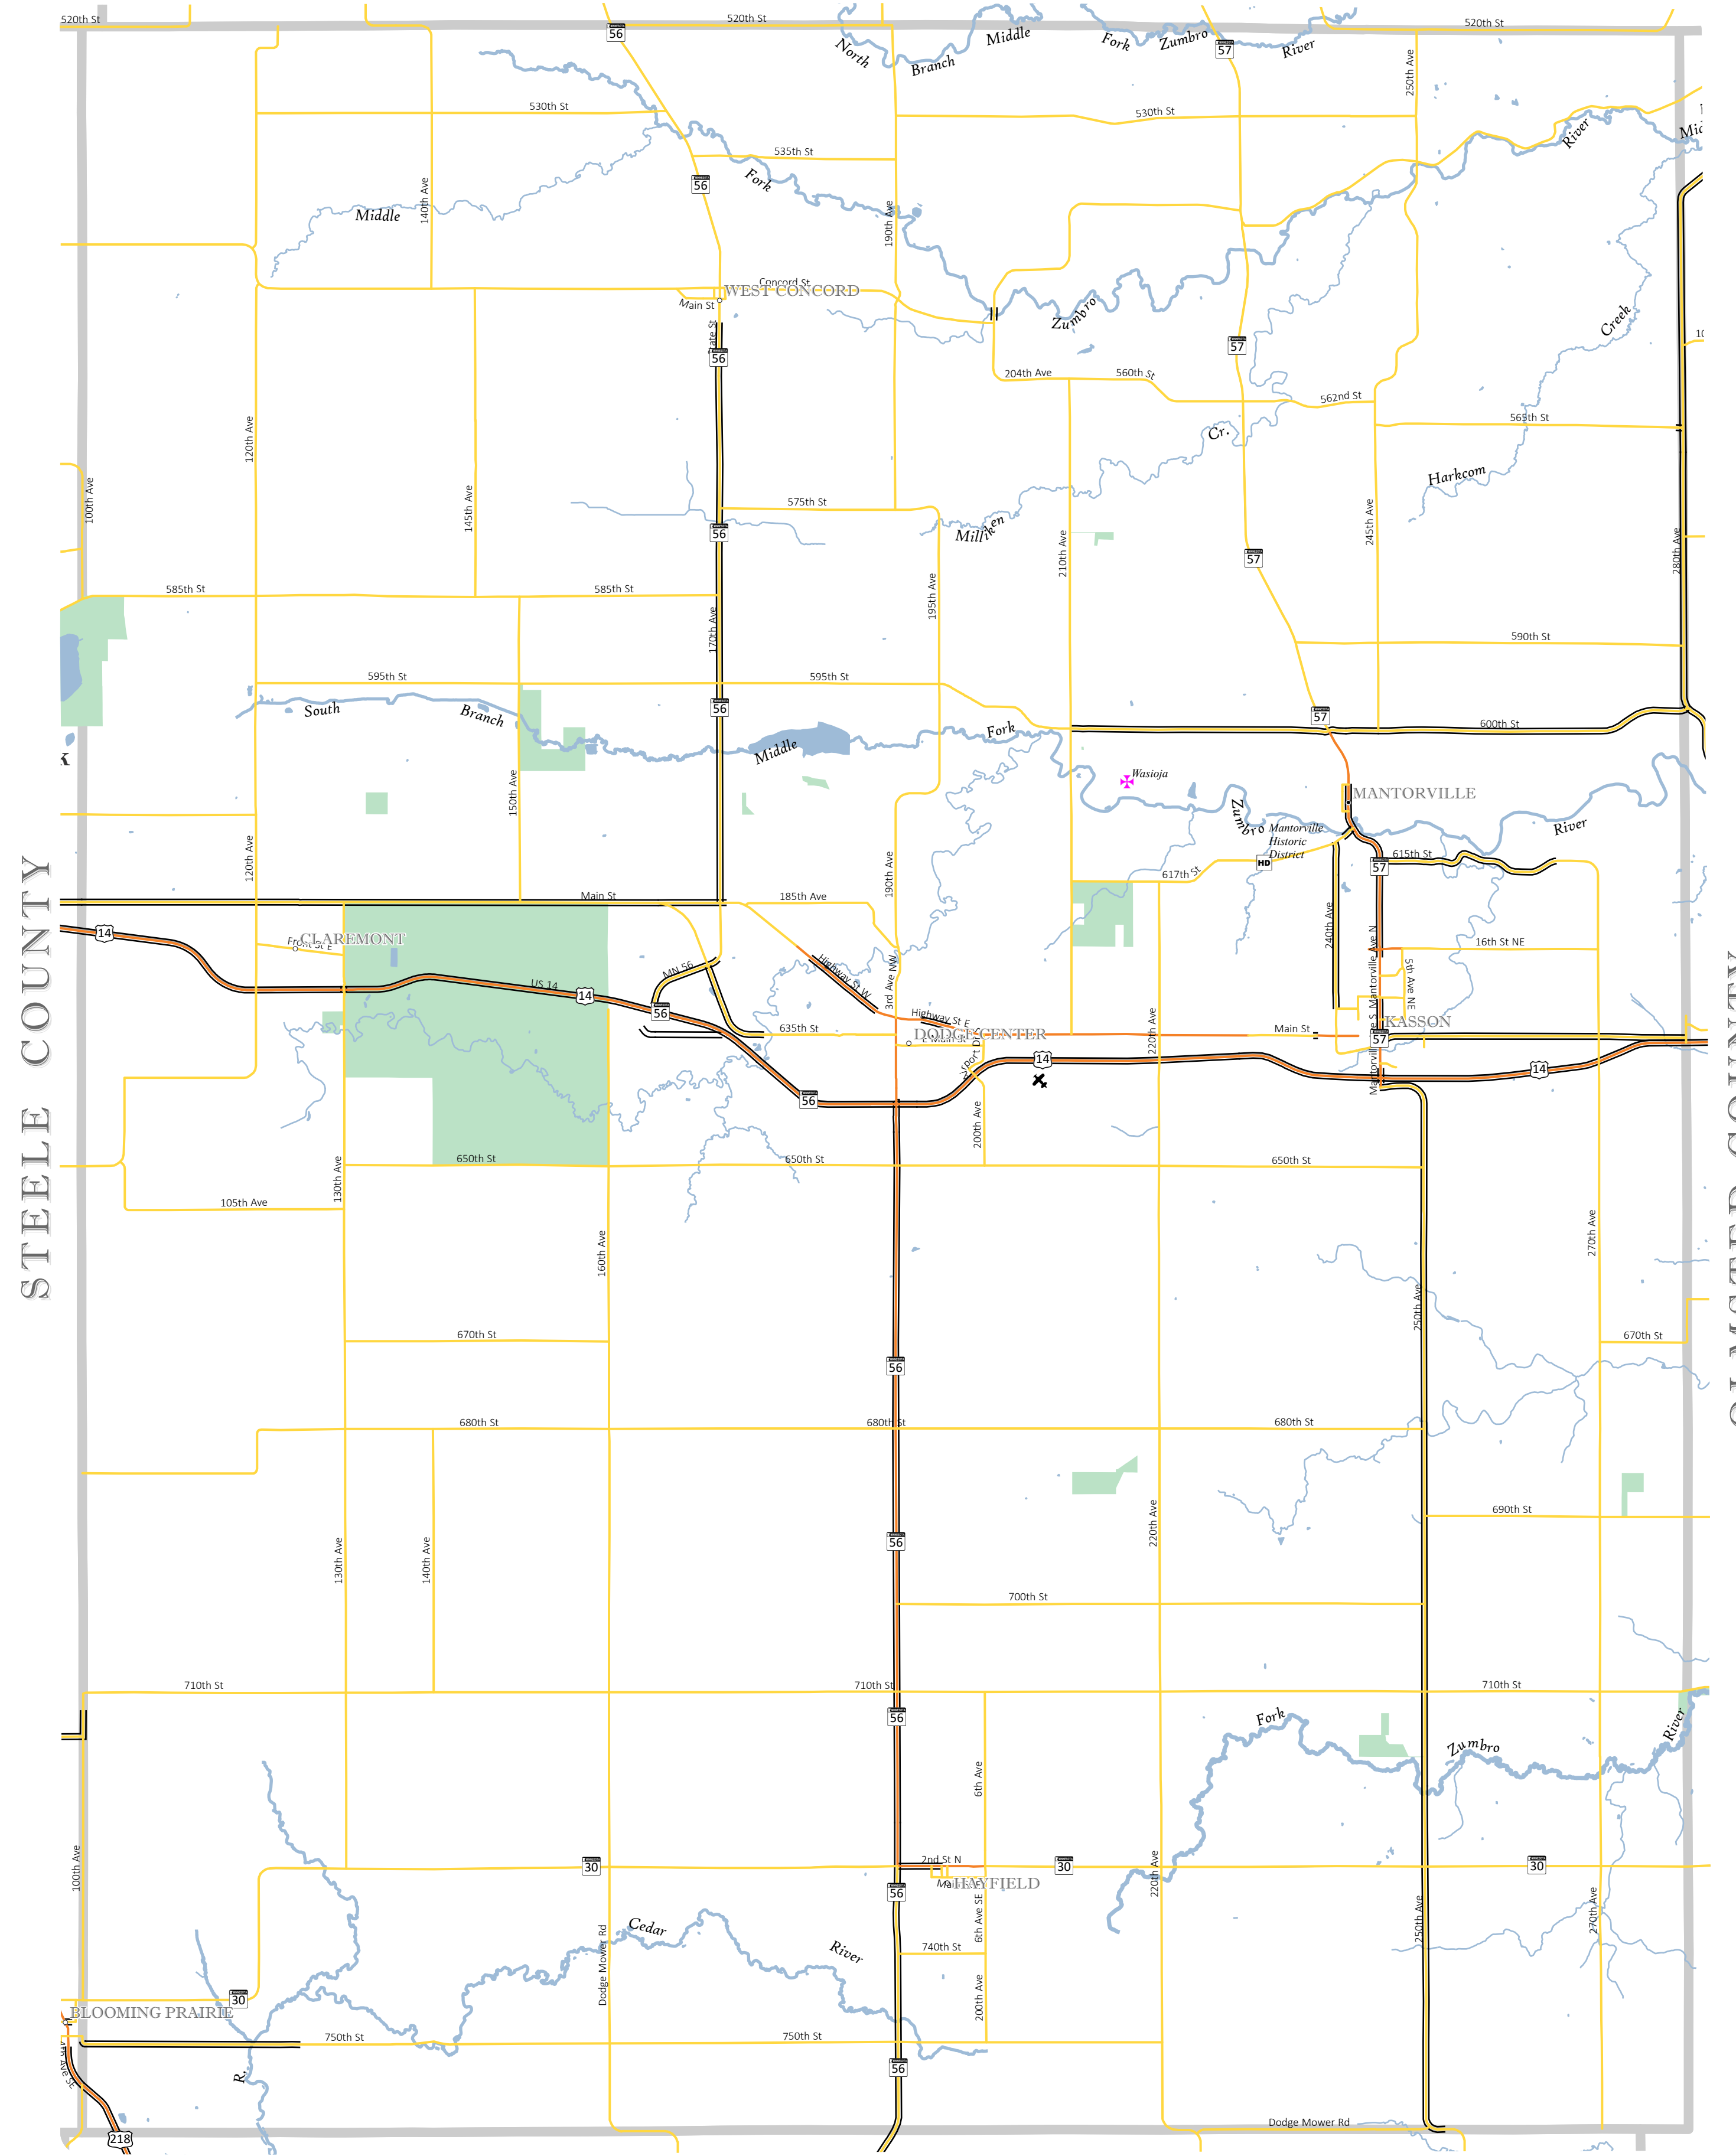 520th St
56
520th St
520th St
North
Branch
Middle
Fork
Zumbro
River
57
250th Ave
530th St
530th St
535th St
56
Fork
River
Middle
140th Ave
190th Ave
Concord St
WEST CONCORD
Main St
Zumbro
Creek
56
57
204th Ave
560th St
562nd St
565th St
120th Ave
Cr.
Harkcom
100th Ave
145th Ave
575th St
56
Milliken
210th Ave
57
245th Ave
280th Ave
585th St
585th St
170th Ave
195th Ave
590th St
595th St
595th St
56
South
Branch
Middle
Fork
57
600th St
Wasioja
MANTORVILLE
150th Ave
Zumbro
Mantorville
Historic
District
HD
River
120th Ave
190th Ave
617th St
57
615th St
Main St
185th Ave
14
Front St E
CLAREMONT
240th Ave
16th St NE
Mantorville Ave N
5th Ave NE
MN 56
Highway St W
3rd Ave NW
US 14
14
56
Highway St E
635th St
DODGE CENTER
E Main St
220th Ave
Main St
KASSON
57
14
14
56
STEELE COUNTY
200th Ave
650th St
650th St
650th St
130th Ave
105th Ave
160th Ave
270th Ave
250th Ave
670th St
670th St
56
680th St
680th St
680th St
690th St
56
130th Ave
140th Ave
220th Ave
700th St
710th St
710th St
710th St
56
Fork
Zumbro
River
6th Ave
100th Ave
30
2nd St N
30
30
HAYFIELD
56
220th Ave
250th Ave
270th Ave
6th Ave SE
Cedar
River
740th St
Dodge Mower Rd
30
BLOOMING PRAIRIE
200th Ave
750th St
750th St
56
R.
Dodge Mower Rd
218